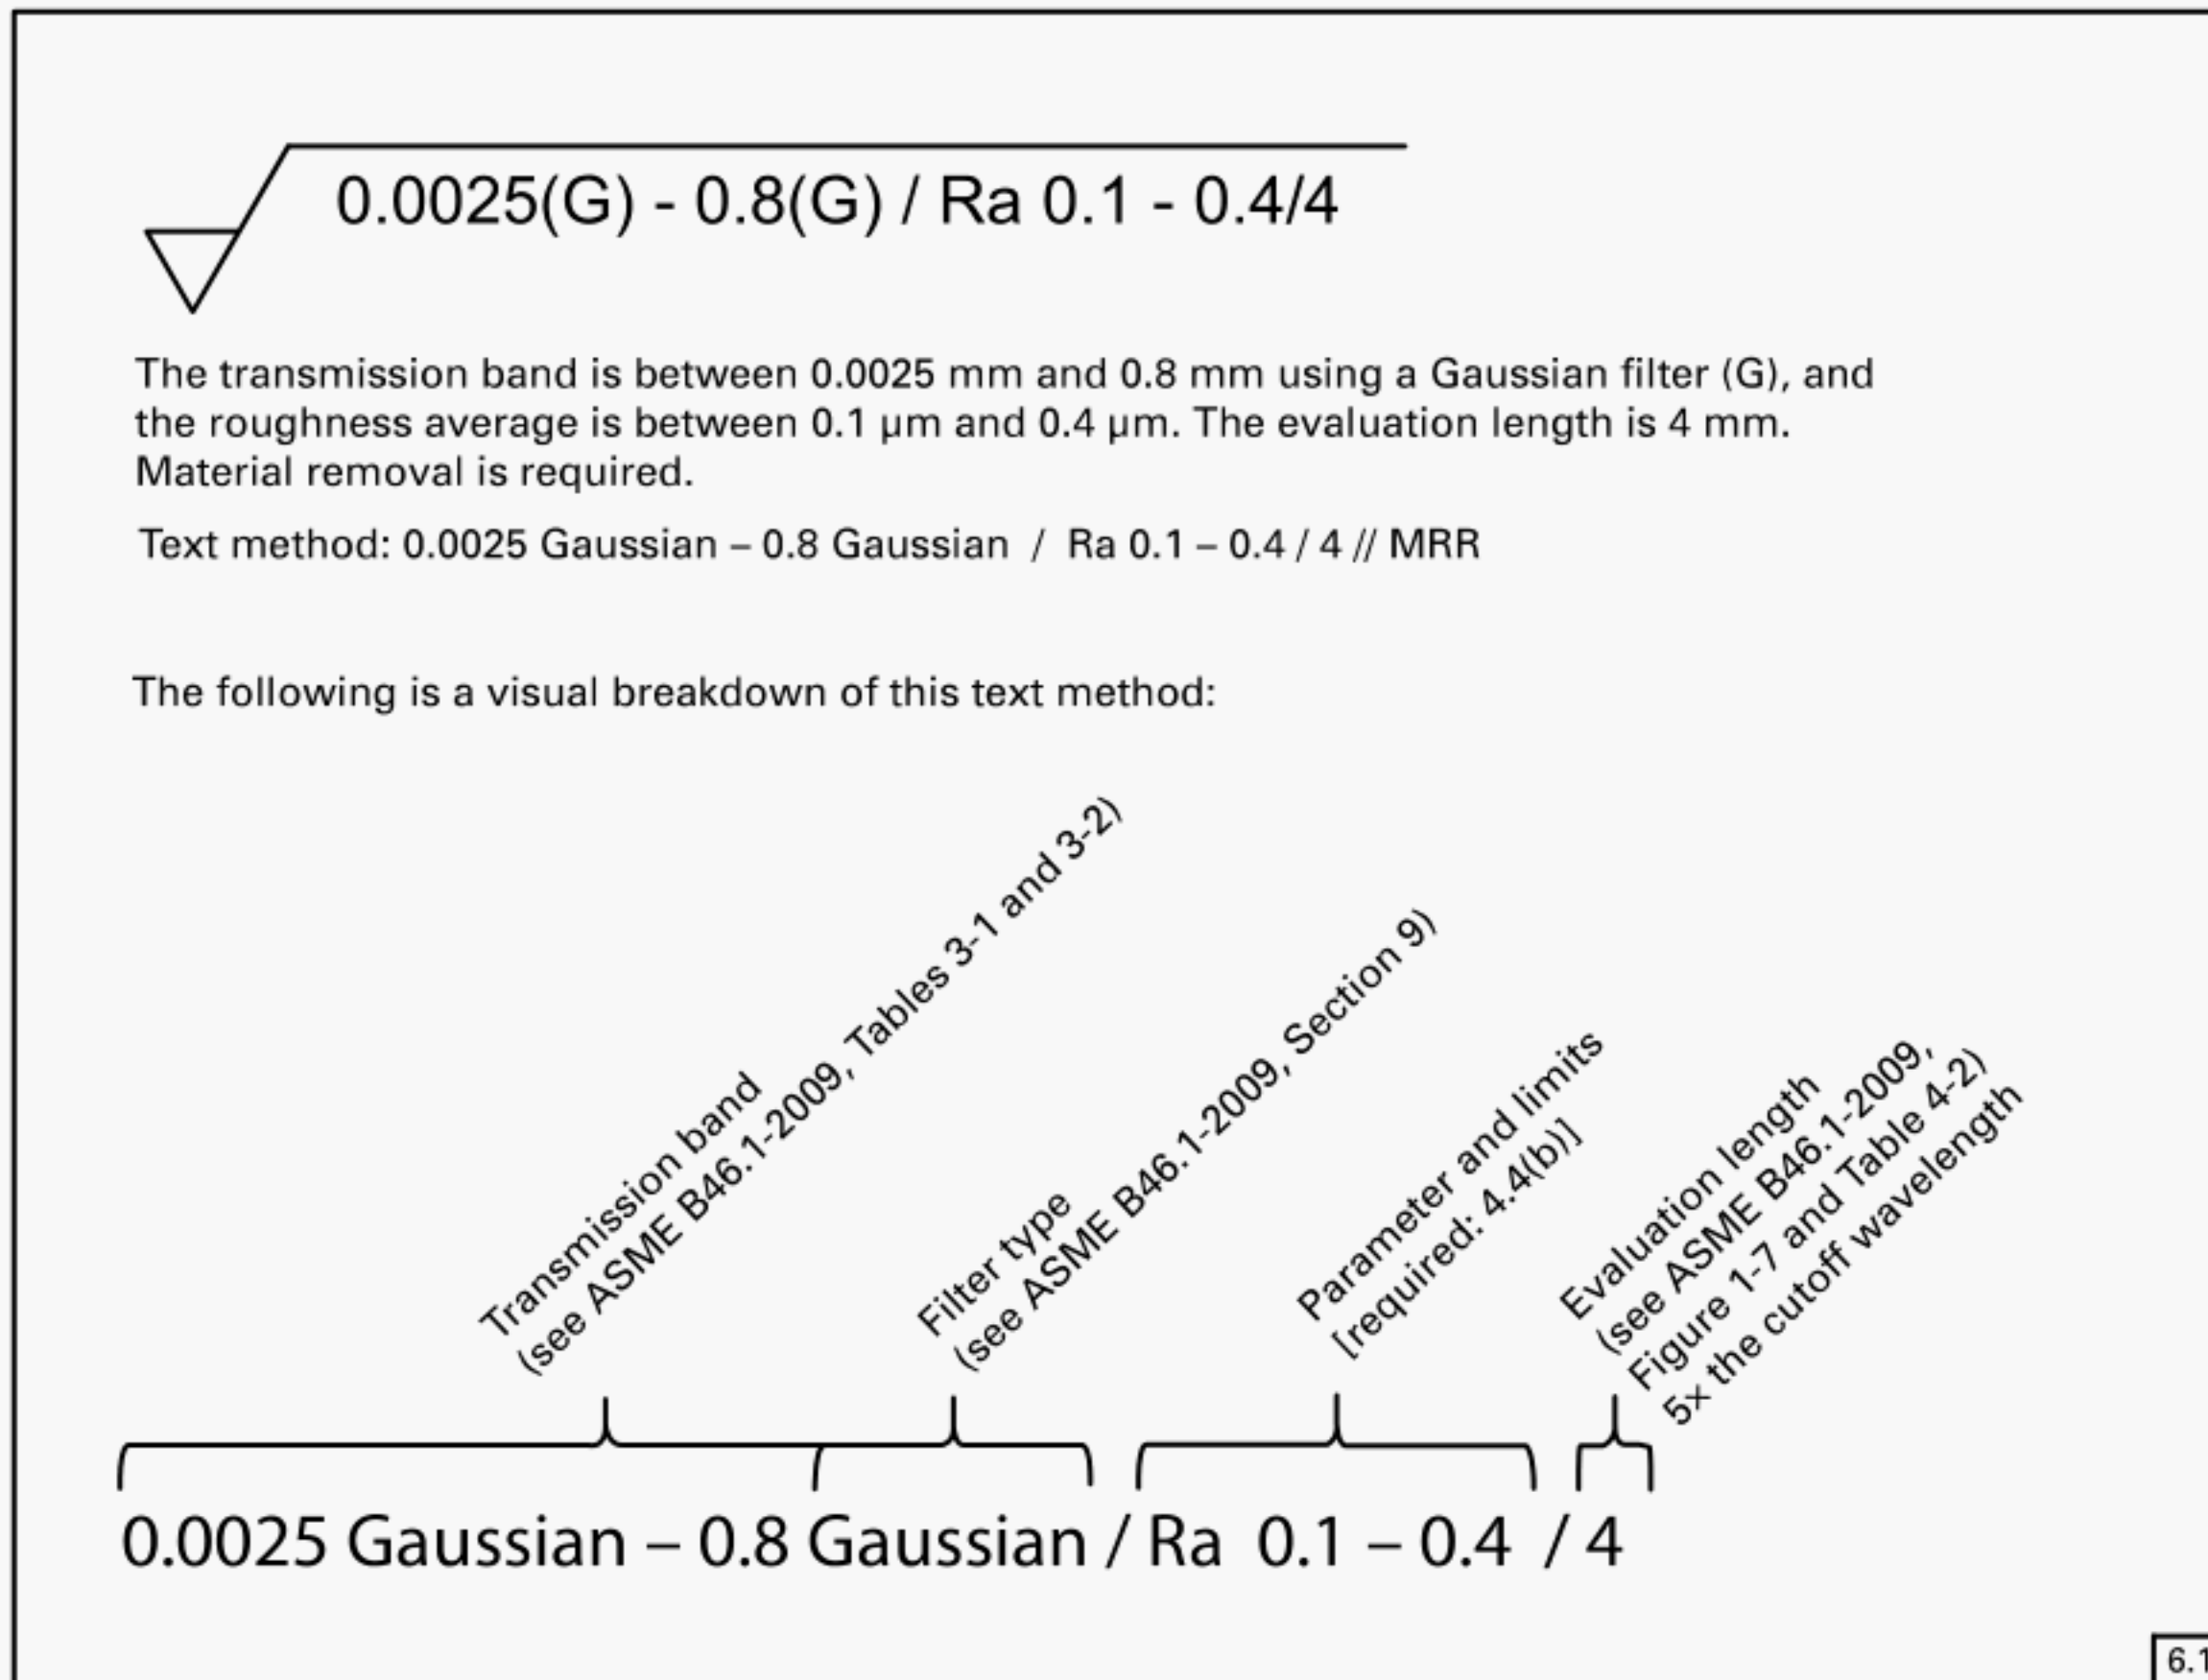 0.0025(G) - 0.8(G) / Ra 0.1 - 0.4/4
The transmission band is between 0.0025 mm and 0.8 mm using a Gaussian filter (G), and
the roughness average is between 0.1 µm and 0.4 µm. The evaluation length is 4 mm.
Material removal is required.
Text method: 0.0025 Gaussian – 0.8 Gaussian / Ra 0.1 – 0.4 / 4 // MRR
The following is a visual breakdown of this text method:
Transmission band
(see ASME B46.1-2009, Tables 3-1 and 3-2)
Filter type
(see ASME B46.1-2009, Section 9)
Parameter and limits
[required: 4.4(b)]
Evaluation length
(see ASME B46.1-2009,
Figure 1-7 and Table 4-2)
5× the cutoff wavelength
0.0025 Gaussian – 0.8 Gaussian / Ra 0.1 – 0.4 / 4